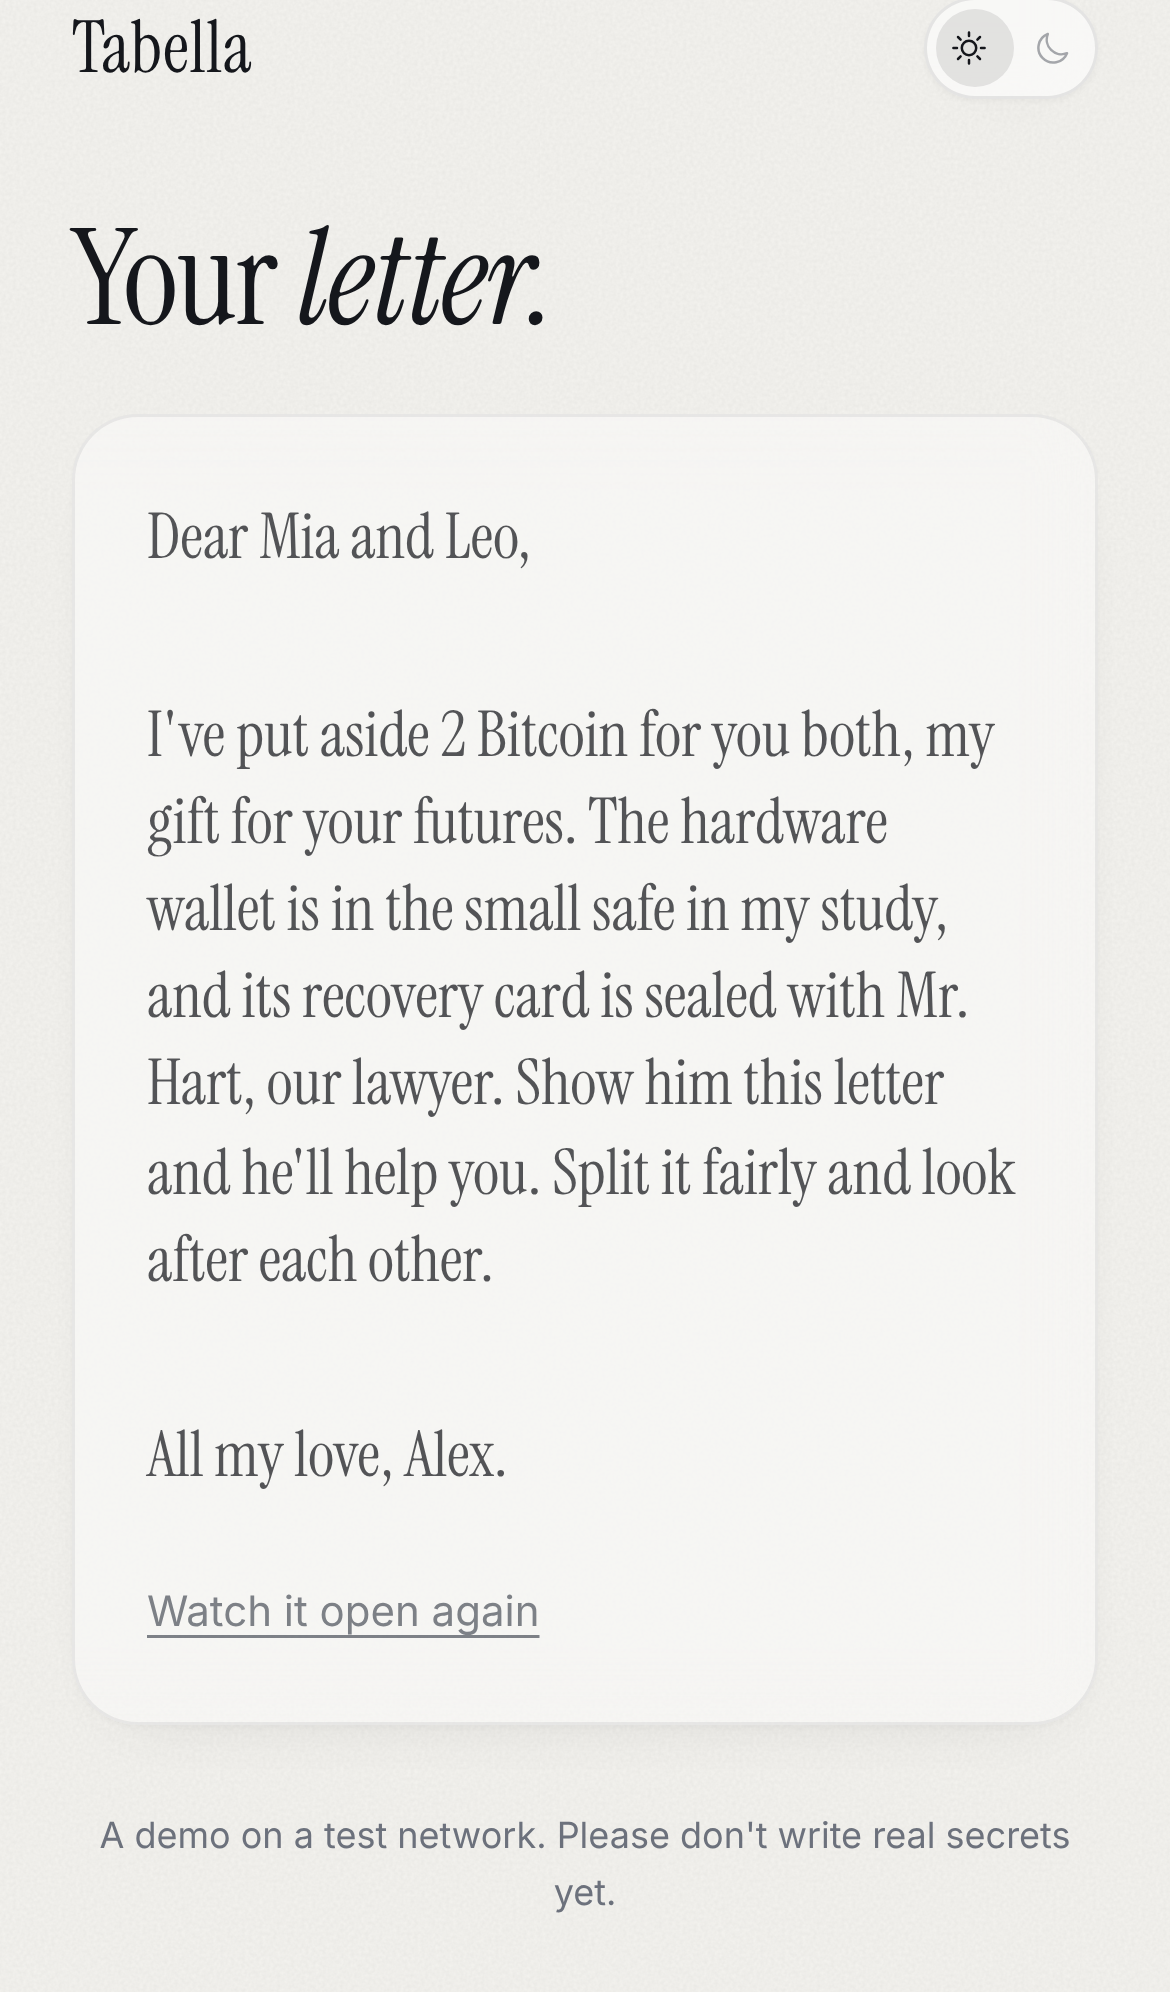 Tabella
Your letter.
Dear Mia and Leo,
I've put aside 2 Bitcoin for you both, my
gift for your futures. The hardware
wallet is in the small safe in my study,
and its recovery card is sealed with Mr.
Hart, our lawyer. Show him this letter
and he'll help you. Split it fairly and look
after each other.
All my love, Alex.
Watch it open again
A demo on a test network. Please don't write real secrets
yet.